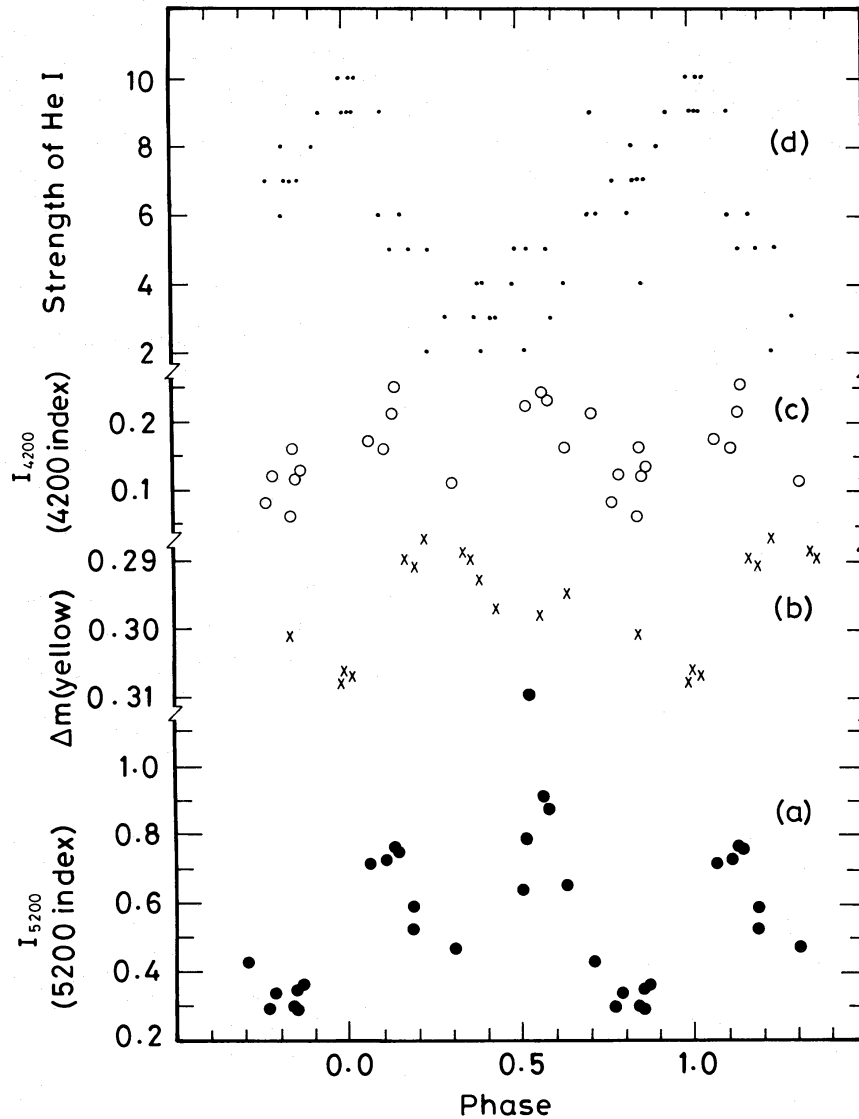 Strength of He I
10
8
6
4
2
(d)
I4200
(4200 index)
0.2
0.1
(c)
Δm(yellow)
0.29
0.30
0.31
(b)
I5200
(5200 index)
1.0
0.8
0.6
0.4
0.2
(a)
0.0 0.5 1.0
Phase